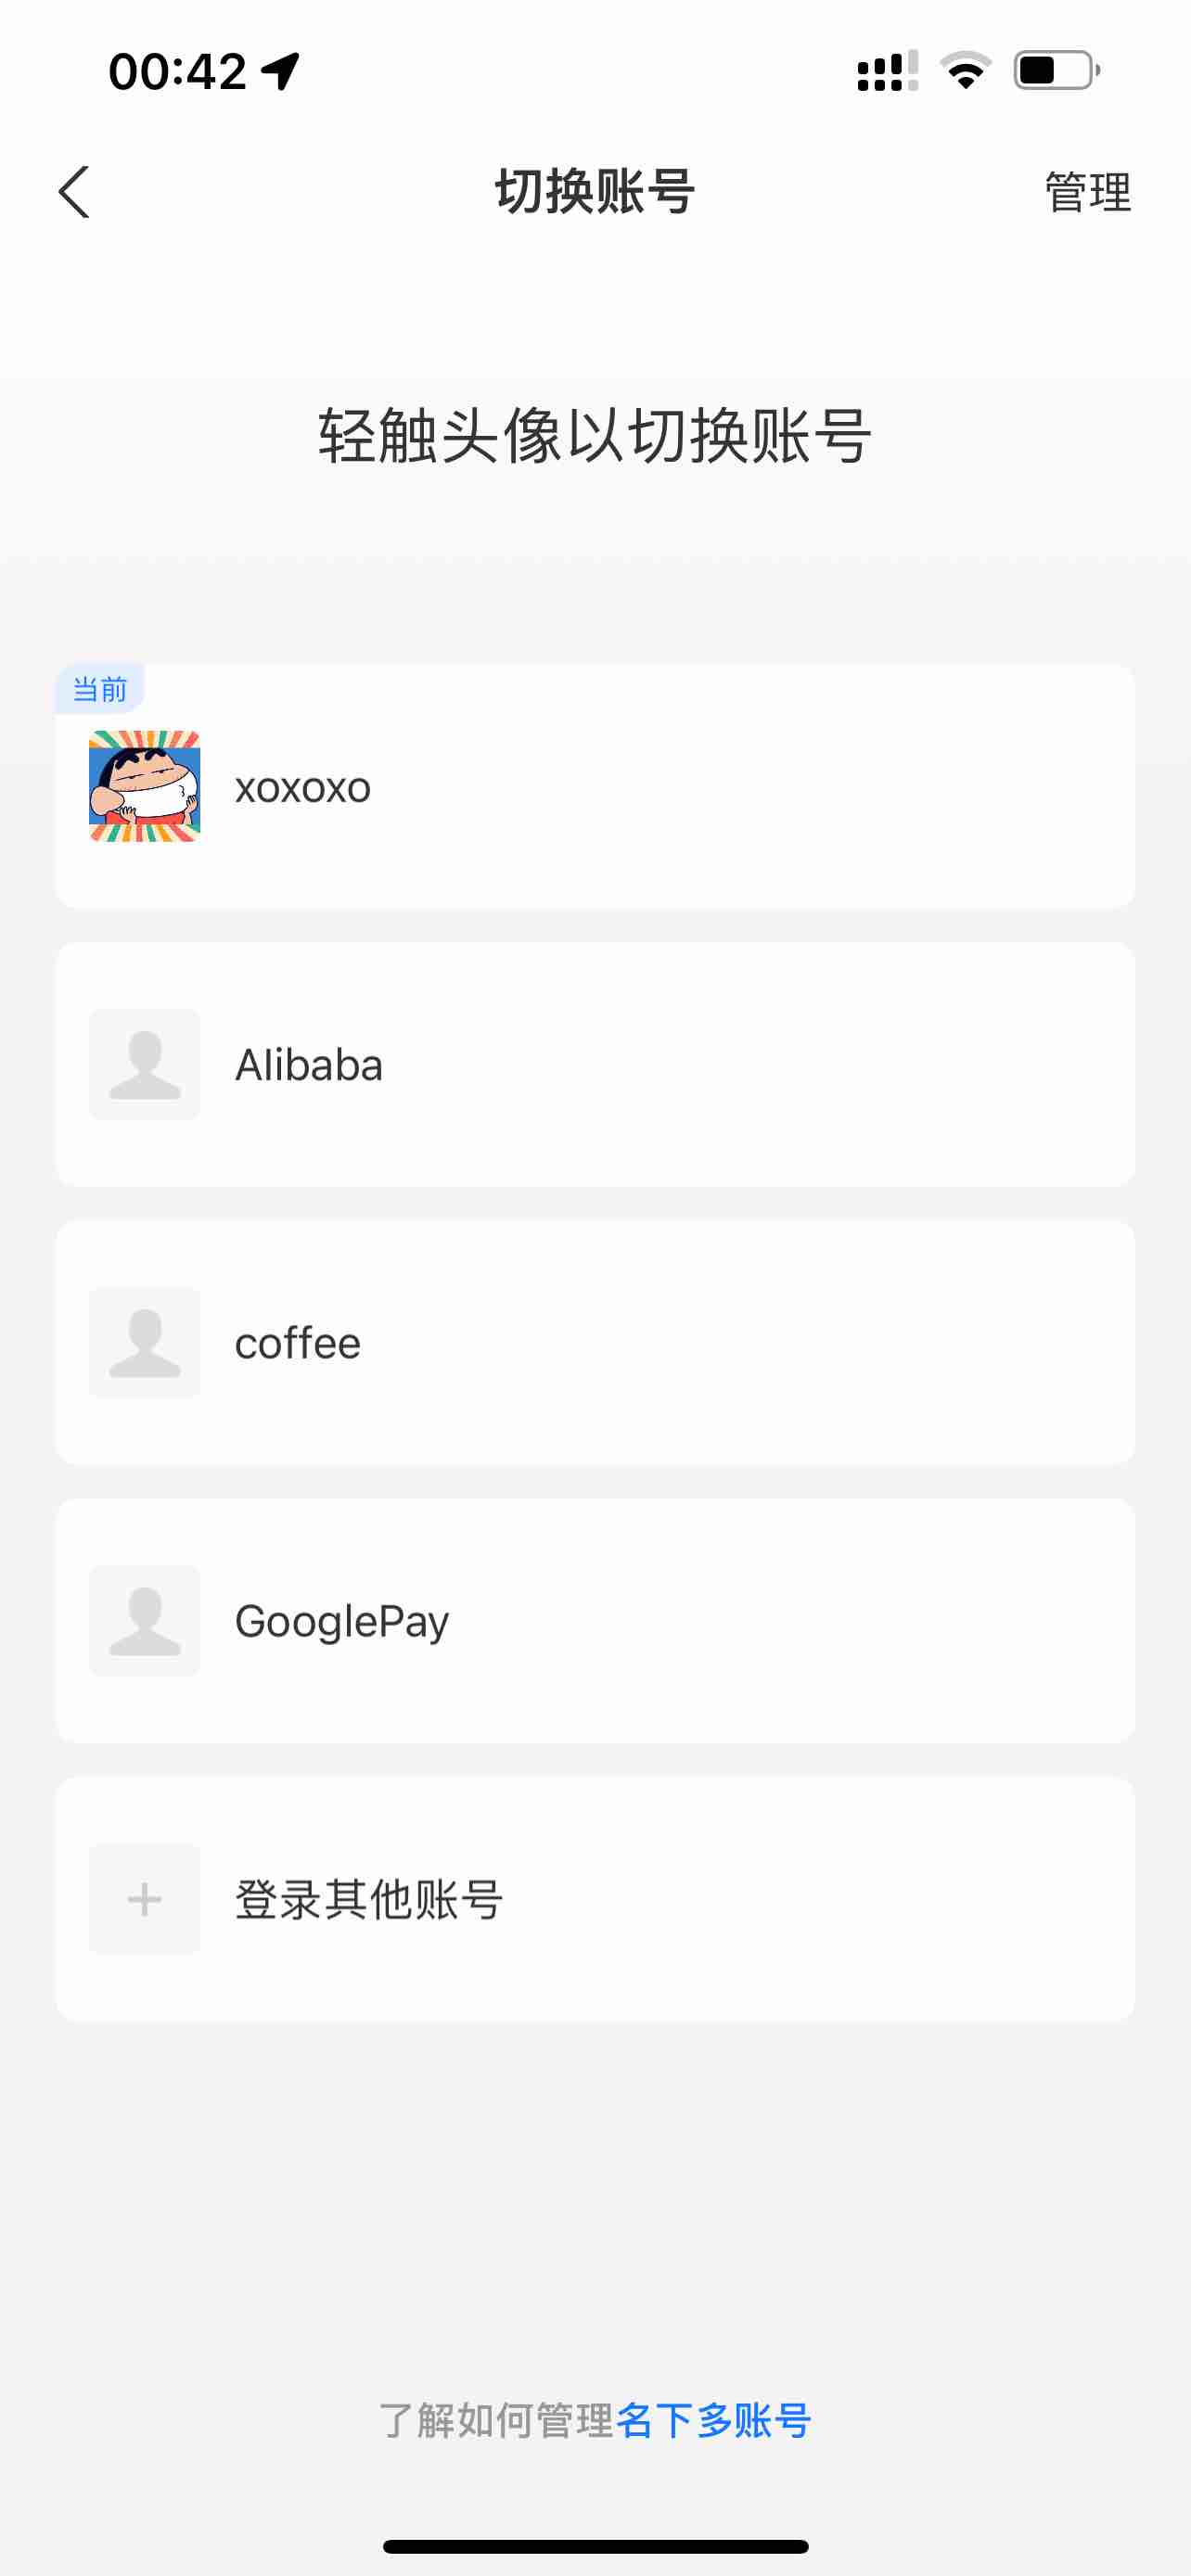 00:42
切换账号
管理
轻触头像以切换账号
当前
xoxoxo
Alibaba
coffee
GooglePay
登录其他账号
了解如何管理名下多账号